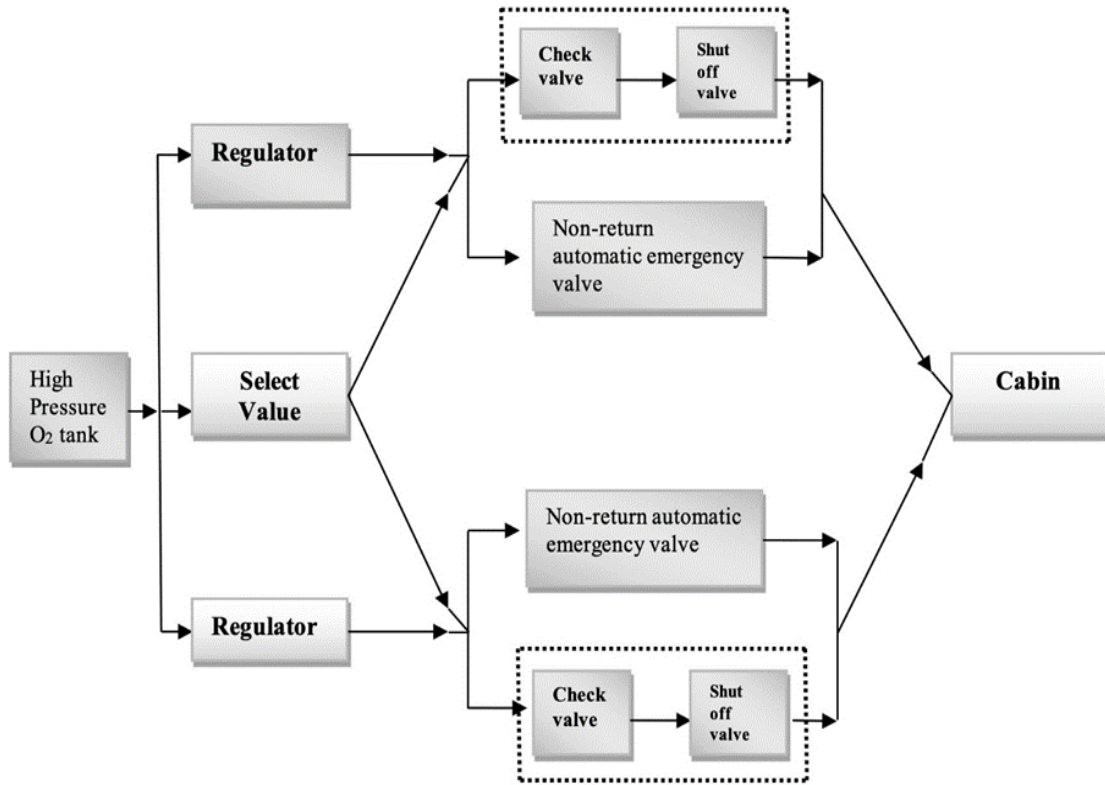 Check
valve
Shut
off
valve
Regulator
Non-return
automatic emergency
valve
High
Pressure
O₂ tank
Select
Value
Cabin
Non-return automatic
emergency valve
Regulator
Check
valve
Shut
off
valve